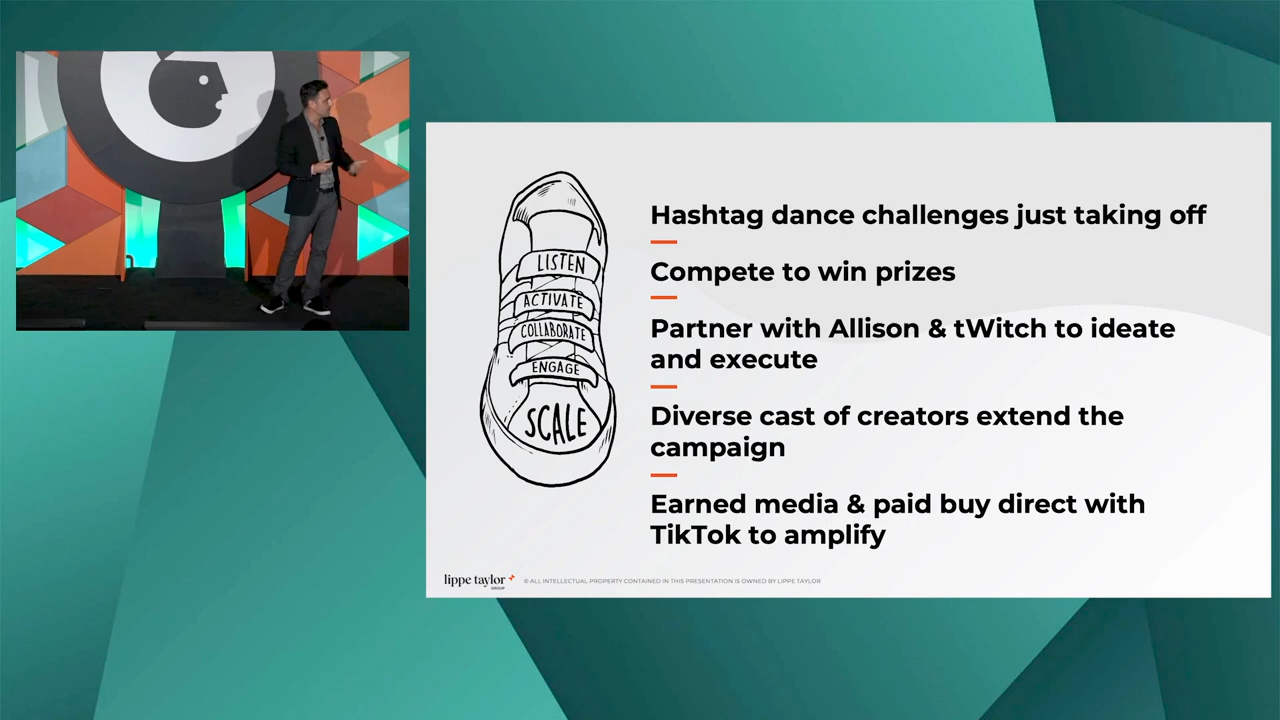 LISTEN
ACTIVATE
COLLABORATE
ENGAGE
SCALE
Hashtag dance challenges just taking off
Compete to win prizes
Partner with Allison & tWitch to ideate
and execute
Diverse cast of creators extend the
campaign
Earned media & paid buy direct with
TikTok to amplify
lippe taylor
GROUP
© ALL INTELLECTUAL PROPERTY CONTAINED IN THIS PRESENTATION IS OWNED BY LIPPE TAYLOR